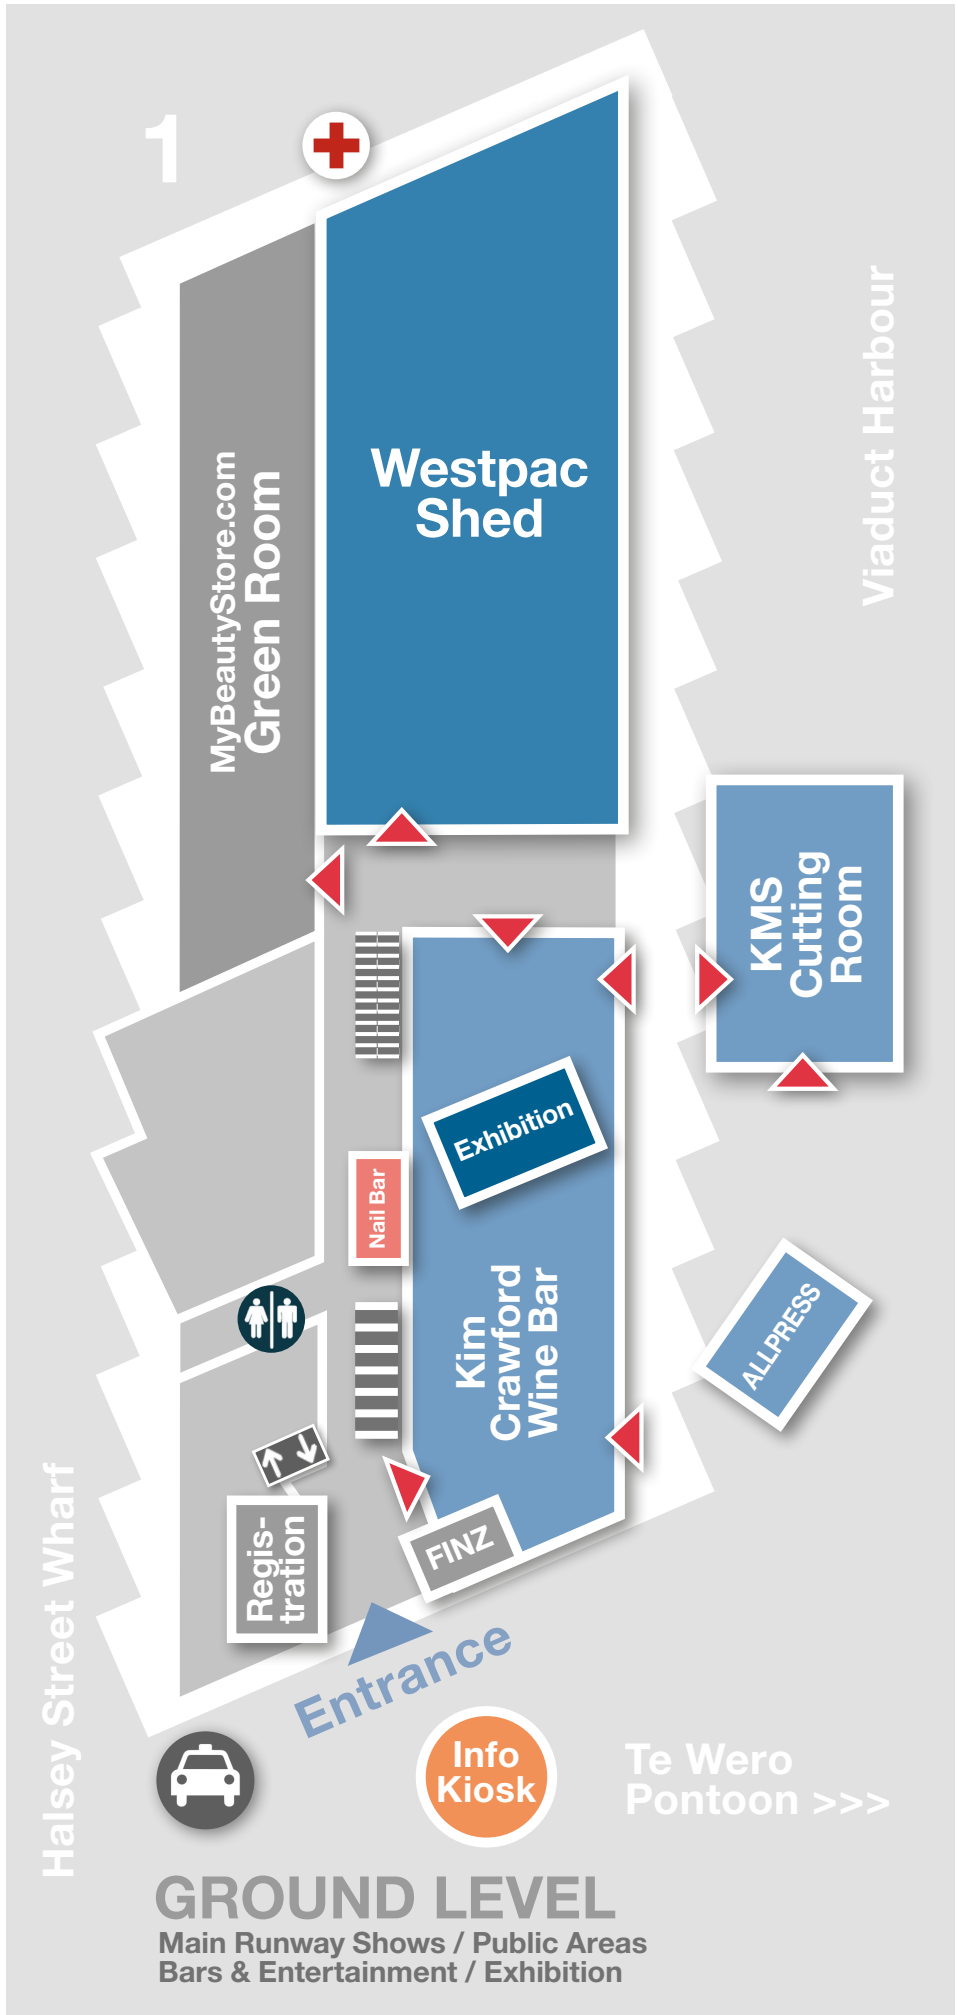 1
Westpac
Shed
MyBeautyStore.com
Green Room
Viaduct Harbour
KMS
Cutting
Room
Exhibition
Nail Bar
Kim
Crawford
Wine Bar
ALLPRESS
Regis-
tration
FINZ
Entrance
Halsey Street Wharf
Info
Kiosk
Te Wero
Pontoon >>>
GROUND LEVEL
Main Runway Shows / Public Areas
Bars & Entertainment / Exhibition